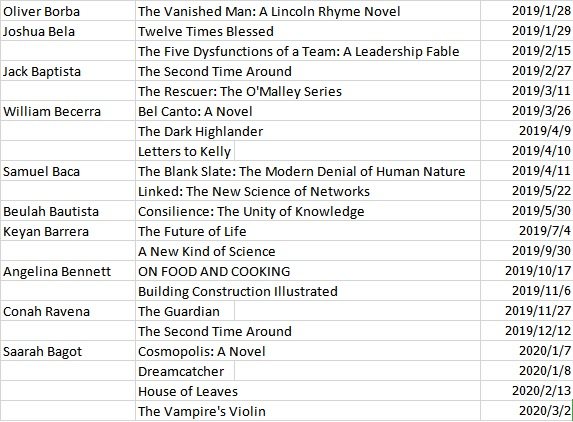 Oliver Borba The Vanished Man: A Lincoln Rhyme Novel 2019/1/28
Joshua Bela Twelve Times Blessed 2019/1/29
The Five Dysfunctions of a Team: A Leadership Fable 2019/2/15
Jack Baptista The Second Time Around 2019/2/27
The Rescuer: The O'Malley Series 2019/3/11
William Becerra Bel Canto: A Novel 2019/3/26
The Dark Highlander 2019/4/9
Letters to Kelly 2019/4/10
Samuel Baca The Blank Slate: The Modern Denial of Human Nature 2019/4/11
Linked: The New Science of Networks 2019/5/22
Beulah Bautista Consilience: The Unity of Knowledge 2019/5/30
Keyan Barrera The Future of Life 2019/7/4
A New Kind of Science 2019/9/30
Angelina Bennett ON FOOD AND COOKING 2019/10/17
Building Construction Illustrated 2019/11/6
Conah Ravena The Guardian 2019/11/27
The Second Time Around 2019/12/12
Saarah Bagot Cosmopolis: A Novel 2020/1/7
Dreamcatcher 2020/1/8
House of Leaves 2020/2/13
The Vampire's Violin 2020/3/2